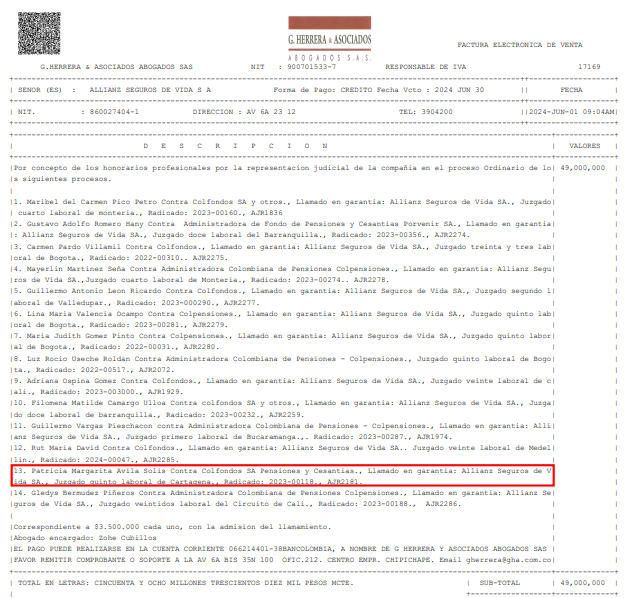 G. HERRERA & ASOCIADOS
ABOGADOS S.A.S.
FACTURA ELECTRONICA DE VENTA
G.HERRERA & ASOCIADOS ABOGADOS SAS NIT : 900701533-7 RESPONSABLE DE IVA 17169
SENOR (ES) : ALLIANZ SEGUROS DE VIDA S A Forma de Pago: CREDITO Fecha Vcto : 2024 JUN 30 || FECHA
NIT. : 860027404-1 DIRECCION : AV 6A 23 12 TEL: 3904200 ||2024-JUN-01 09:04AM|
D E S C R I P C I O N | VALORES
|Por concepto de los honorarios profesionales por la representacion judicial de la compañia en el proceso Ordinario de lo| 49,000,000 |
|s siguientes procesos.
|1. Maribel del Carmen Pico Petro Contra Colfondos SA y otros., Llamado en garantia: Allianz Seguros de Vida SA., Juzgado|
| cuarto laboral de monteria., Radicado: 2023-00160., AJR1836
|2. Gustavo Adolfo Romero Hany Contra Administradora de Fondo de Pensiones y Cesantias Porvenir SA., Llamado en garantia|
|: Allianz Seguros de Vida SA., Juzgado doce laboral del Barranquilla., Radicado: 2023-00356., AJR2274.
|3. Carmen Pardo Villamil Contra Colfondos., Llamado en garantia: Allianz Seguros de Vida SA., Juzgado treinta y tres lab|
|oral de Bogota., Radicado: 2022-00310.. AJR2275.
|4. Mayerlin Martinez Seña Contra Administradora Colombiana de Pensiones Colpensiones., Llamado en garantia: Allianz Segu|
|ros de Vida SA.,Juzgado cuarto laboral de Monteria., Radicado: 2023-00274.. AJR2278.
|5. Guillermo Antonio Leon Ricardo Contra Colfondos., Llamado en garantia: Allianz Seguros de Vida SA., Juzgado segundo l|
|aboral de Valledupar., Radicado: 2023-000290., AJR2277.
|6. Lina Maria Valencia Ocampo Contra Colpensiones., Llamado en garantia: Allianz Seguros de Vida SA., Juzgado quinto lab|
|oral de Bogota., Radicado: 2023-00281., AJR2279.
|7. Maria Judith Gomez Pinto Contra Colpensiones., Llamado en garantia: Allianz Seguros de Vida SA., Juzgado quinto labor|
|al de Bogota., Radicado: 2022-00031., AJR2280.
|8. Luz Rocio Useche Roldan Contra Administradora Colombiana de Pensiones - Colpensiones., Juzgado quinto laboral de Bogo|
|ta., Radicado: 2022-00517., AJR2072.
|9. Adriana Ospina Gomez Contra Colfondos., Llamado en garantia: Allianz Seguros de Vida SA., Juzgado veinte laboral de c|
|ali., Radicado: 2023-003000., AJR1929.
|10. Filomena Matilde Camargo Ulloa Contra colfondos SA y otros., Llamado en garantia: Allianz Seguros de Vida SA., Juzga|
|do doce laboral de barranquilla., Radicado: 2023-00232., AJR2259.
|11. Guillermo Vargas Pieschacon contra Administradora Colombiana de Pensiones - Colpensiones., Llamado en garantia: Alli|
|anz Seguros de Vida SA., Juzgado primero laboral de Bucaramanga., Radicado: 2023-00287., AJR1974.
|12. Rut Maria David Contra Colfondos., Llamado en garantia: Allianz Seguros de Vida SA.. Juzgado veinte laboral de Medel|
|lin., Radicado: 2024-00047., AJR2285.
|13. Patricia Margarita Avila Solis Contra Colfondos SA Pensiones y Cesantias., Llamado en garantia: Allianz Seguros de V|
|ida SA., Juzgado quinto laboral de Cartagena., Radicado: 2023-00118., AJR2181.
|14. Gledys Bermudez Piñeros Contra Administradora Colombiana de Pensiones Colpensiones., Llamado en garantia: Allianz Se|
|guros de Vida SA., Juzgado veintidos laboral del Circuito de Cali., Radicado: 2023-00188., AJR2286.
|Correspondiente a $3.500.000 cada uno, con la admision del llamamiento.
|Abogado encargado: Zohe Cubillos
|EL PAGO PUEDE REALIZARSE EN LA CUENTA CORRIENTE 066214401-38BANCOLOMBIA, A NOMBRE DE G HERRERA Y ASOCIADOS ABOGADOS SAS |
|FAVOR REMITIR COMPROBANTE O SOPORTE A LA AV 6A BIS 35N 100 OFIC.212. CENTRO EMPR. CHIPICHAPE. Email gherrera@gha.com.co|
| TOTAL EN LETRAS: CINCUENTA Y OCHO MILLONES TRESCIENTOS DIEZ MIL PESOS MCTE. | SUB-TOTAL | 49,000,000 |